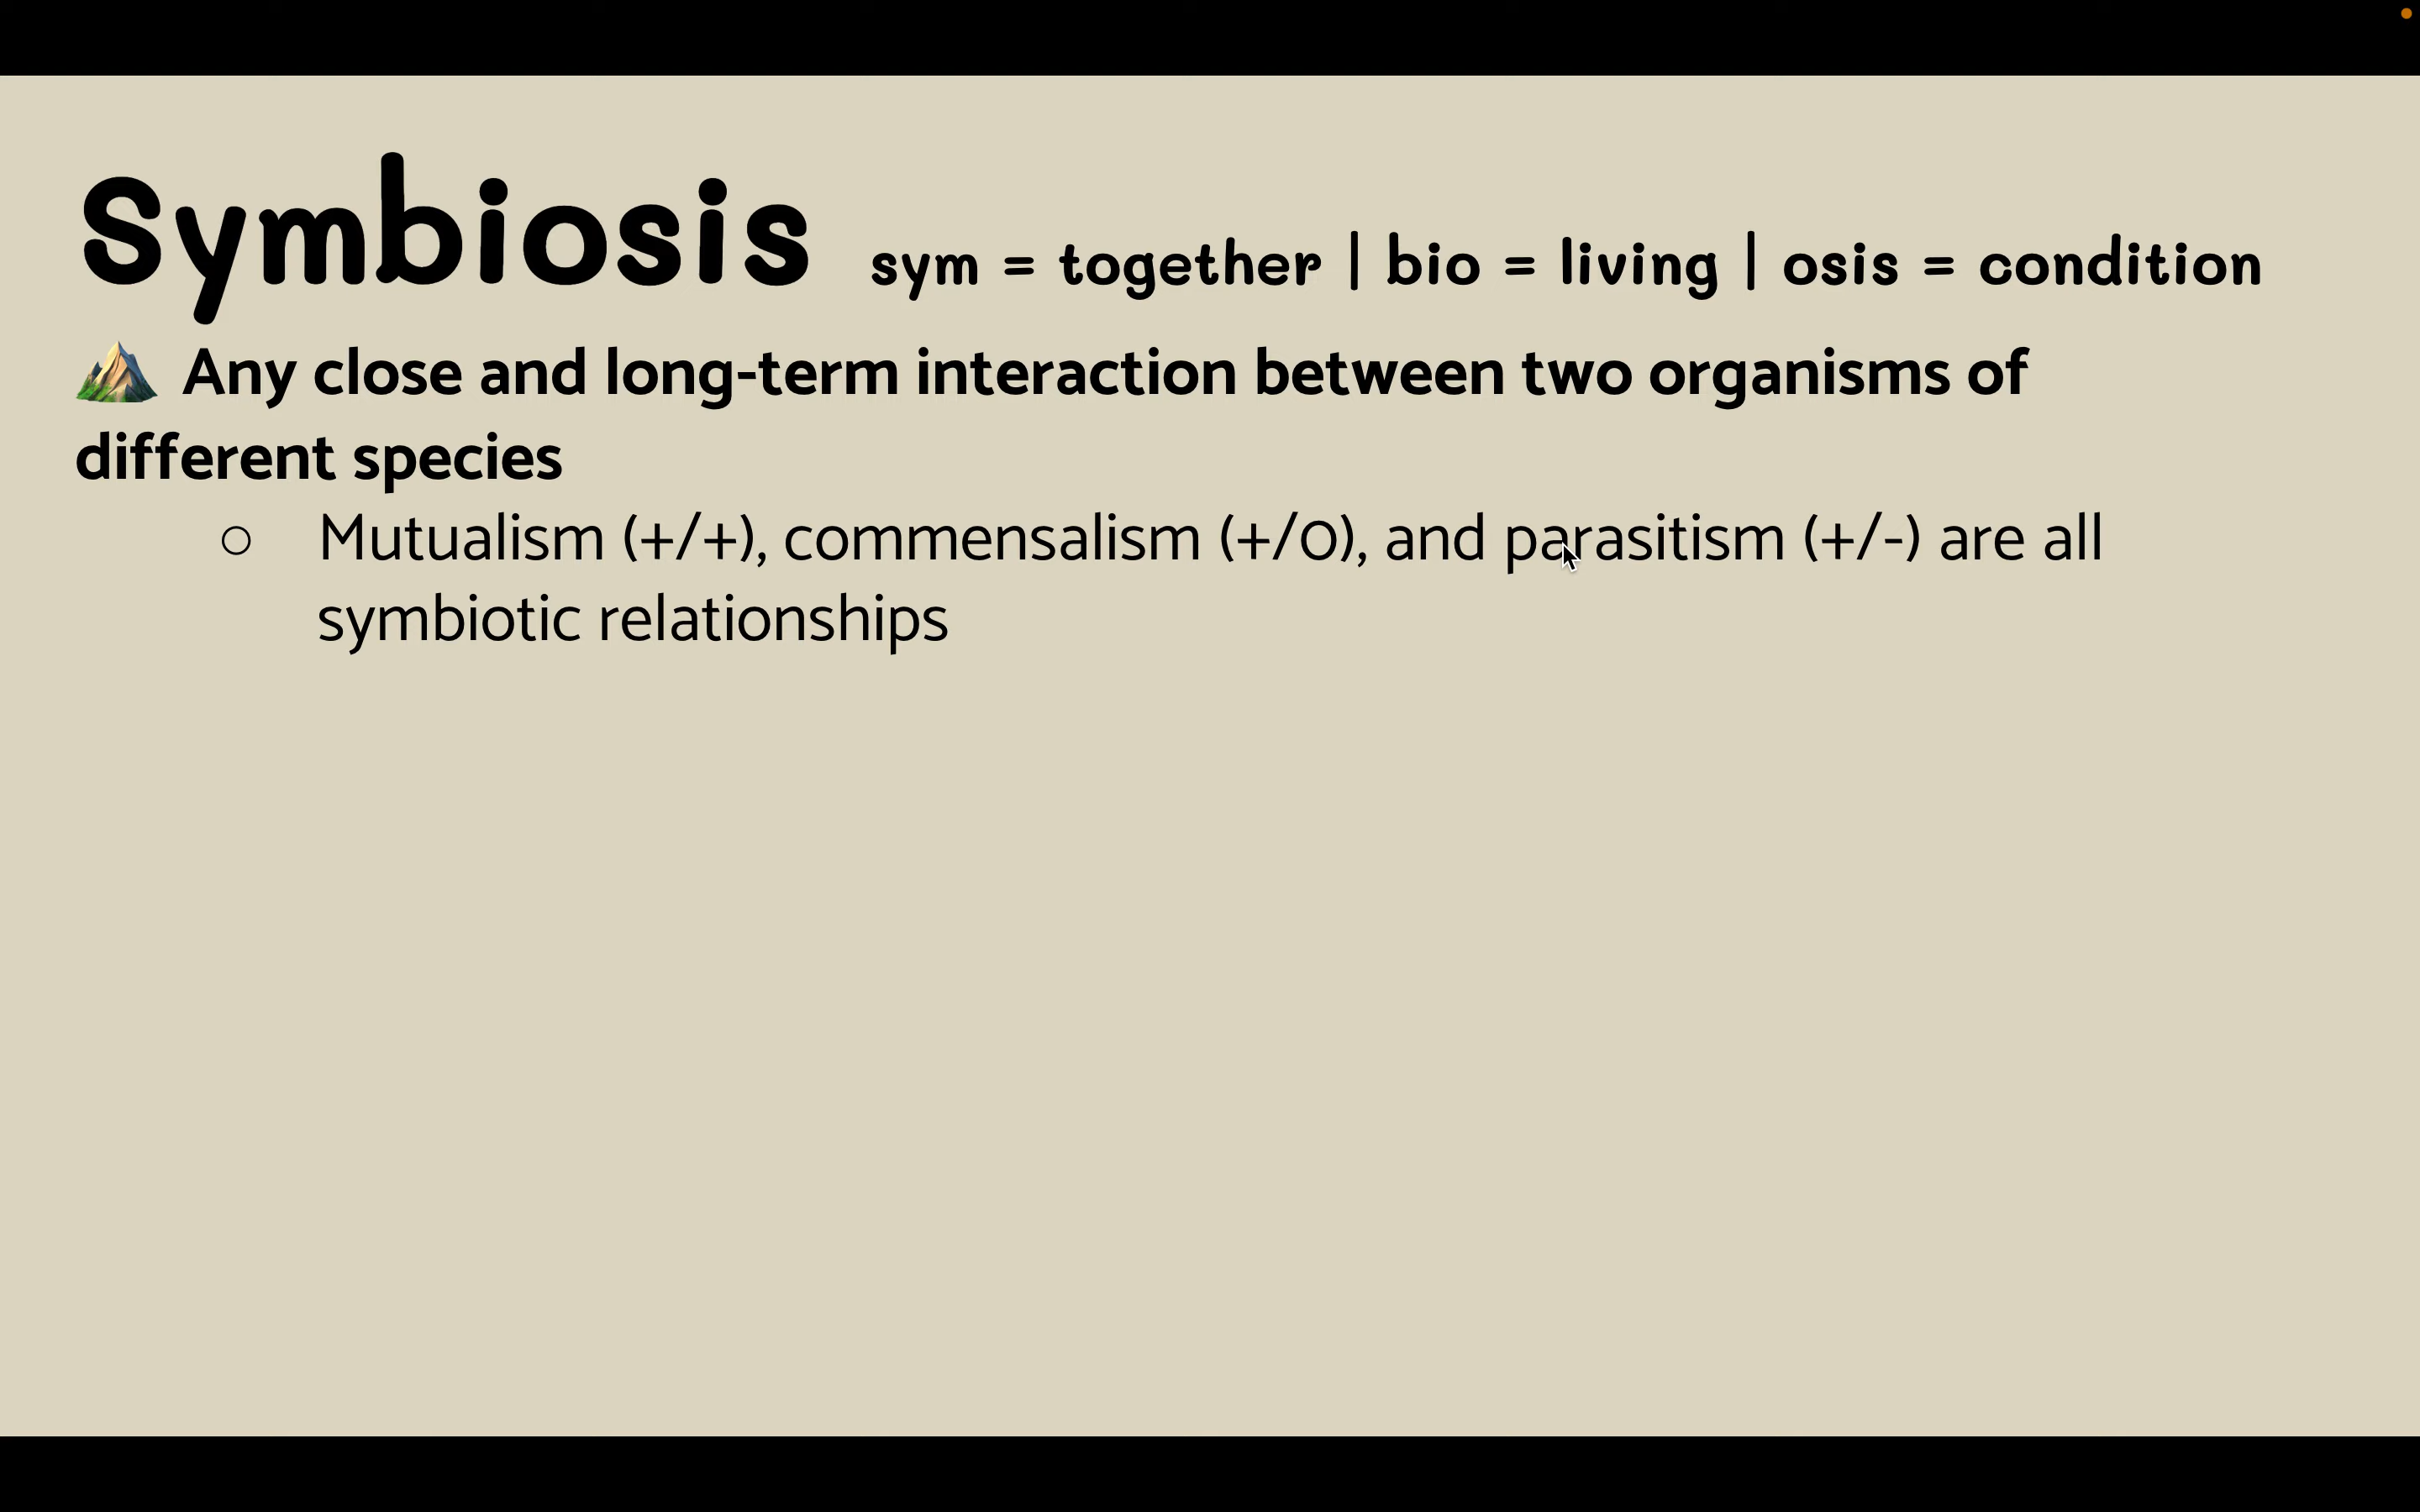 Symbiosis sym = together | bio = living | osis = condition
Any close and long-term interaction between two organisms of
different species
○ Mutualism (+/+), commensalism (+/0), and parasitism (+/-) are all
symbiotic relationships